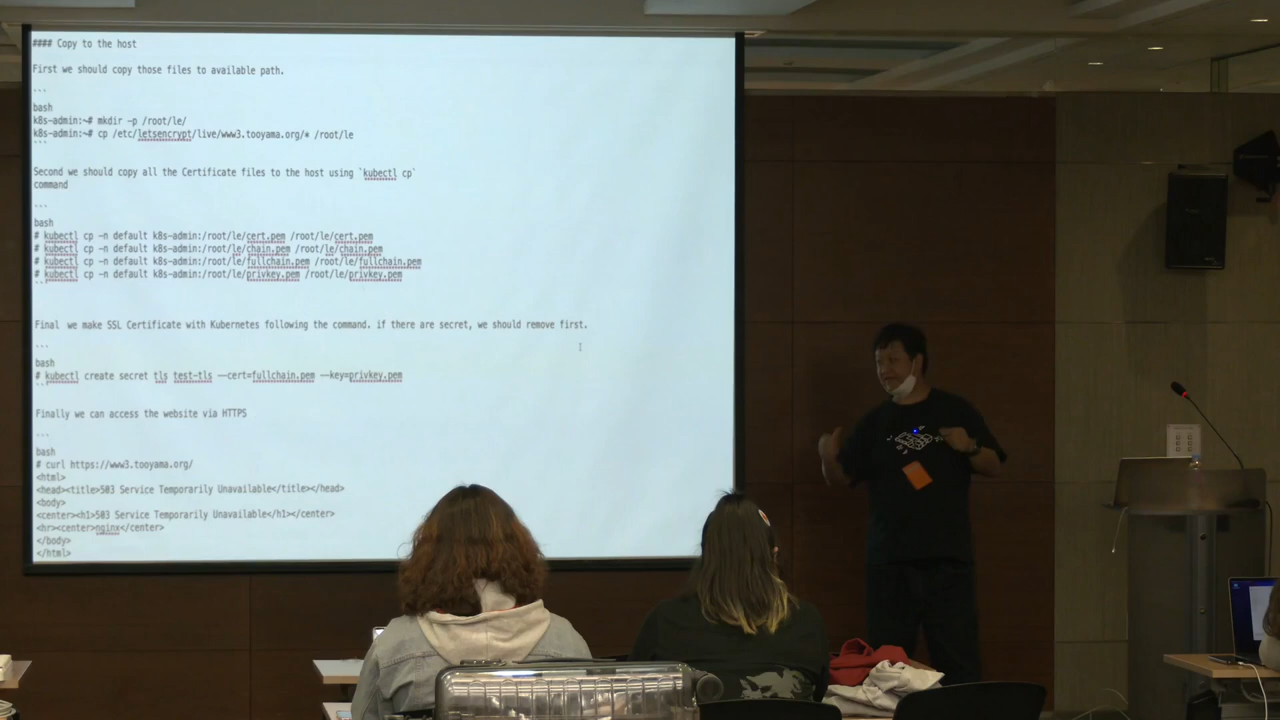 #### Copy to the host
First we should copy those files to available path.
```
bash
k8s-admin:~# mkdir -p /root/le/
k8s-admin:~# cp /etc/letsencrypt/live/www3.tooyama.org/* /root/le
```
Second we should copy all the Certificate files to the host using `kubectl cp`
command
```
bash
# kubectl cp -n default k8s-admin:/root/le/cert.pem /root/le/cert.pem
# kubectl cp -n default k8s-admin:/root/le/chain.pem /root/le/chain.pem
# kubectl cp -n default k8s-admin:/root/le/fullchain.pem /root/le/fullchain.pem
# kubectl cp -n default k8s-admin:/root/le/privkey.pem /root/le/privkey.pem
```
Final  we make SSL Certificate with Kubernetes following the command. if there are secret, we should remove first.
```
bash
# kubectl create secret tls test-tls --cert=fullchain.pem --key=privkey.pem
```
Finally we can access the website via HTTPS
```
bash
# curl https://www3.tooyama.org/
<html>
<head><title>503 Service Temporarily Unavailable</title></head>
<body>
<center><h1>503 Service Temporarily Unavailable</h1></center>
<hr><center>nginx</center>
</body>
</html>